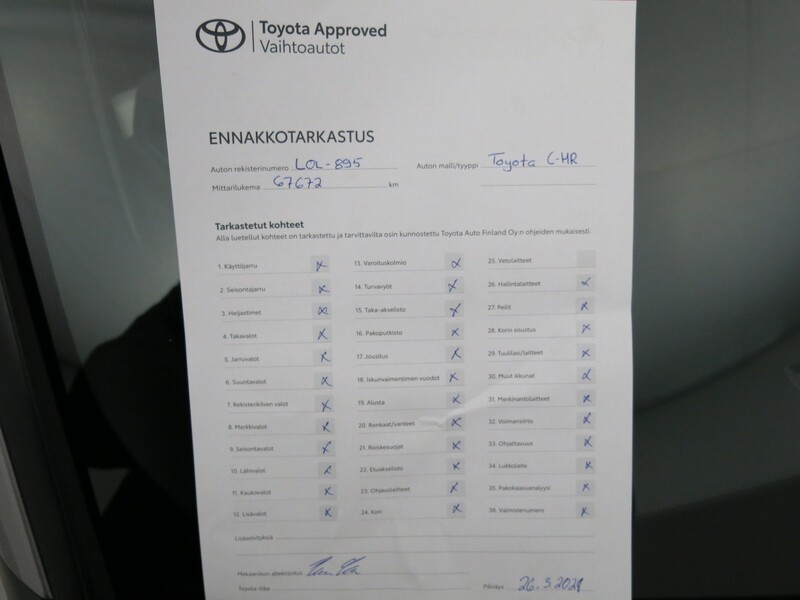 Toyota Approved
Vaihtoautot
ENNAKKOTARKASTUS
Auton rekisterinumero LOL-895 Auton malli/tyyppi Toyota C-HR
Mittarilukema 67672 km
Tarkastetut kohteet
Alla luetellut kohteet on tarkastettu ja tarvittavilta osin kunnostettu Toyota Auto Finland Oy:n ohjeiden mukaisesti.
1. Käyttöjarru x 13. Varoituskolmio x 25. Vetolaitteet
2. Seisontajarru x 14. Turvavyöt x 26. Hallintalaitteet x
3. Heijastimet x 15. Taka-akselisto x 27. Peilit x
4. Takavalot x 16. Pakoputkisto x 28. Korin sisustus x
5. Jarruvalot x 17. Jousitus x 29. Tuulilasi/laitteet x
6. Suuntavalot x 18. Iskunvaimentimen vuodot x 30. Muut ikkunat x
7. Rekisterikilven valot x 19. Alusta x 31. Merkinantolaitteet x
8. Merkkivalot x 20. Renkaat/vanteet x 32. Voimansiirto x
9. Seisontavalot x 21. Roiskesuojat x 33. Ohjattavuus x
10. Lähivalot x 22. Etuakselisto x 34. Lukkolaite x
11. Kaukovalot x 23. Ohjauslaitteet x 35. Pakokaasuanalyysi x
12. Lisävalot x 24. Kori x 36. Valmistenumero x
Lisäselvityksiä
Mekaanikon allekirjoitus
Toyota-liike Päiväys 26.3.2021